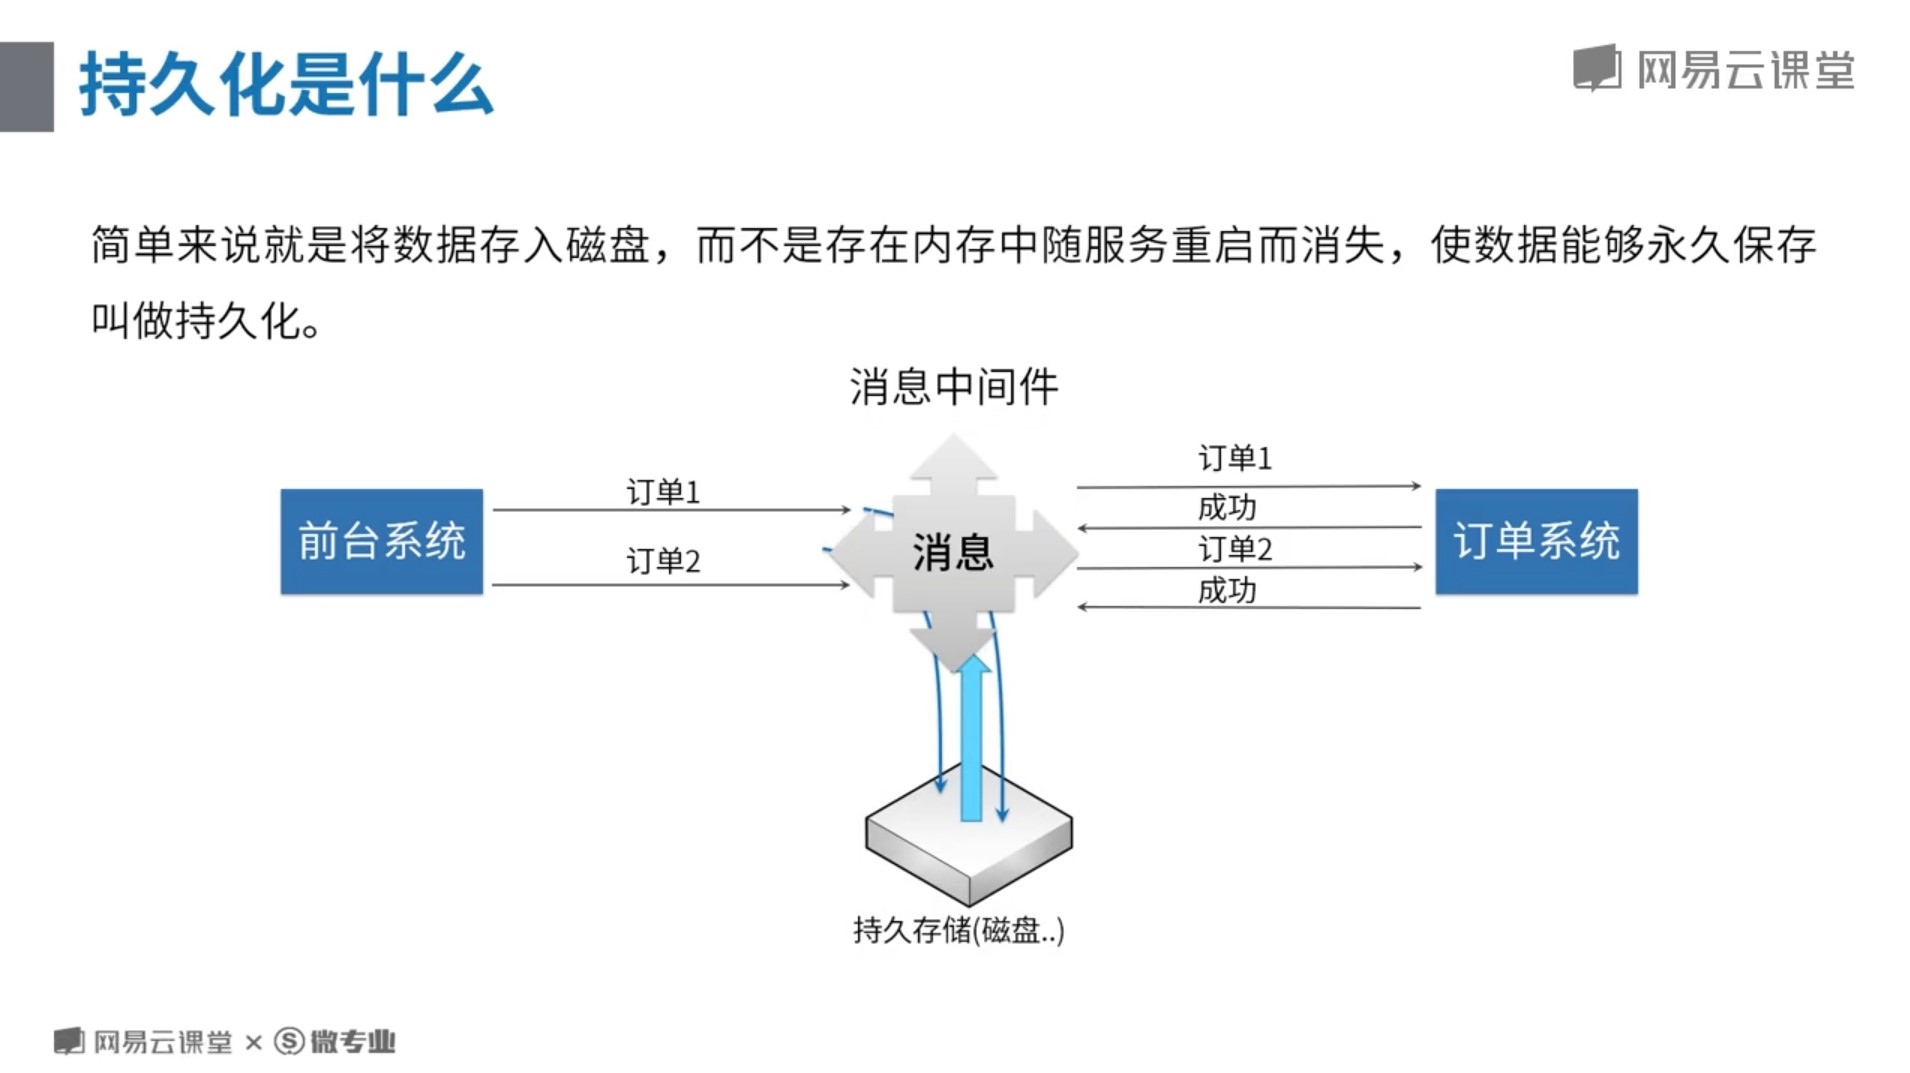 持久化是什么
网易云课堂
简单来说就是将数据存入磁盘，而不是存在内存中随服务重启而消失，使数据能够永久保存
叫做持久化。
消息中间件
前台系统
订单1
订单2
消息
订单1
成功
订单2
成功
订单系统
持久存储(磁盘..)
网易云课堂 × 微专业